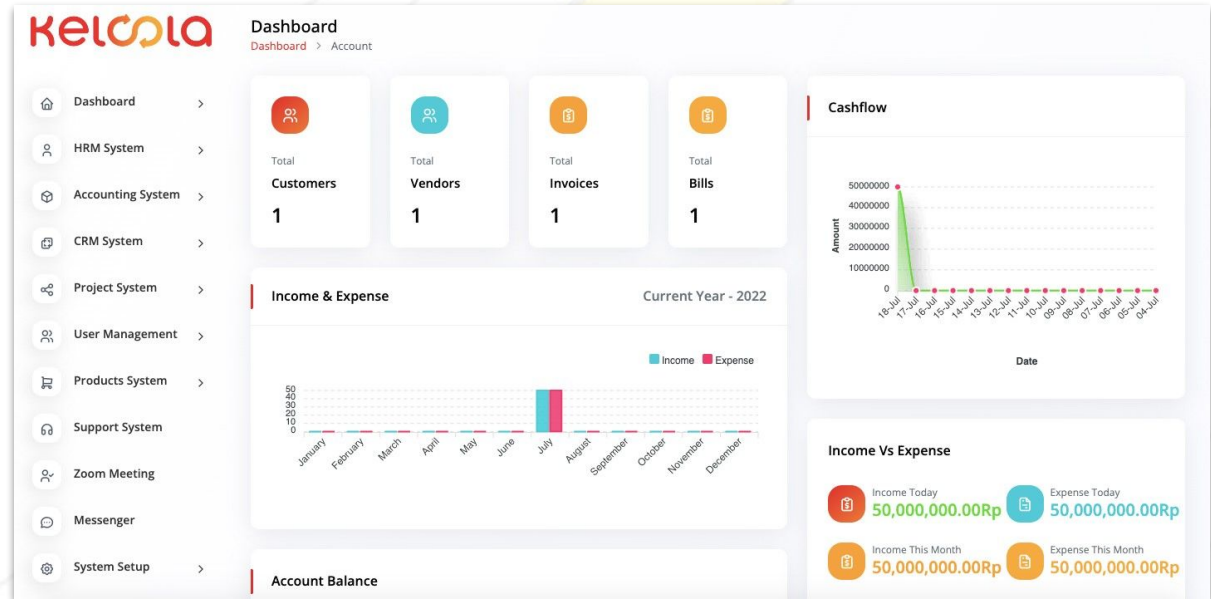 Keloola
Dashboard
Dashboard > Account
Dashboard
HRM System
Accounting System
CRM System
Project System
User Management
Products System
Support System
Zoom Meeting
Messenger
System Setup
Total
Customers
1
Total
Vendors
1
Total
Invoices
1
Total
Bills
1
Income & Expense
Current Year - 2022
Income Expense
50
40
30
20
10
0
January February March April May June July August September October November December
Account Balance
Cashflow
Amount
50000000
40000000
30000000
20000000
10000000
0
18-Jul 17-Jul 16-Jul 15-Jul 14-Jul 13-Jul 12-Jul 11-Jul 10-Jul 09-Jul 08-Jul 07-Jul 06-Jul 05-Jul 04-Jul
Date
Income Vs Expense
Income Today
50,000,000.00Rp
Expense Today
50,000,000.00Rp
Income This Month
50,000,000.00Rp
Expense This Month
50,000,000.00Rp